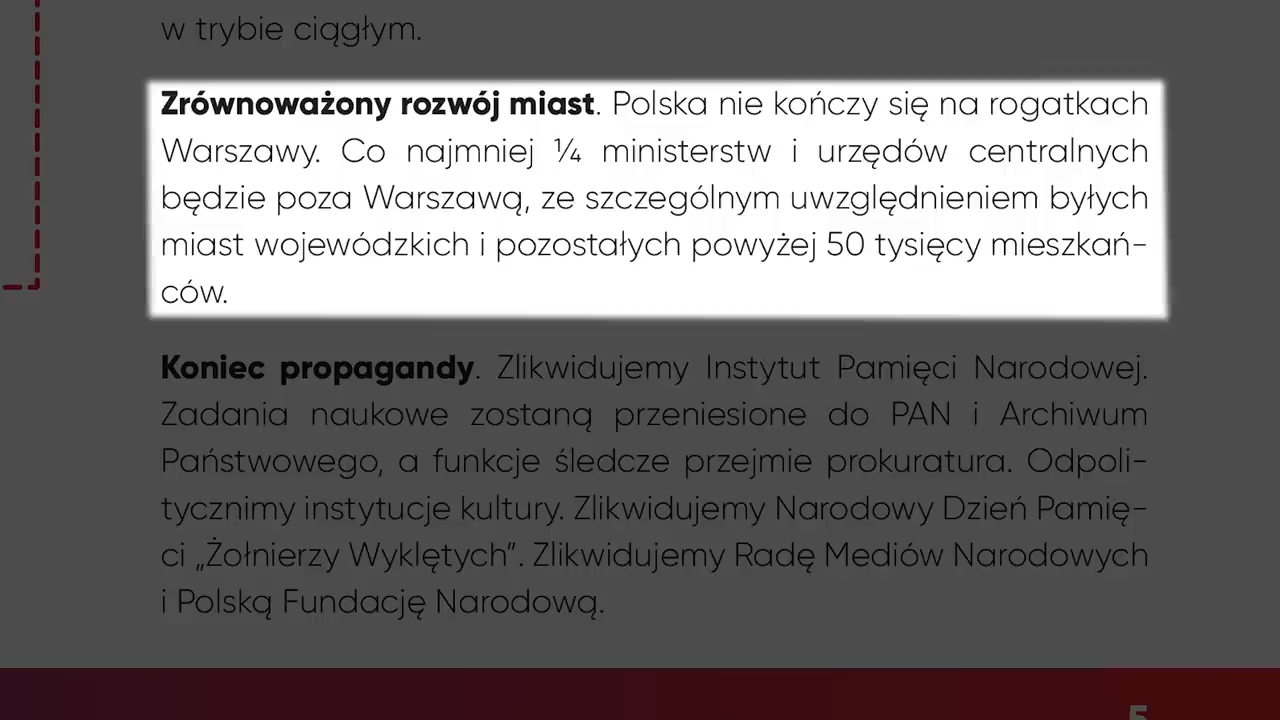 w trybie ciągłym.
Zrównoważony rozwój miast. Polska nie kończy się na rogatkach
Warszawy. Co najmniej ¼ ministerstw i urzędów centralnych
będzie poza Warszawą, ze szczególnym uwzględnieniem byłych
miast wojewódzkich i pozostałych powyżej 50 tysięcy mieszkań-
ców.
Koniec propagandy. Zlikwidujemy Instytut Pamięci Narodowej.
Zadania naukowe zostaną przeniesione do PAN i Archiwum
Państwowego, a funkcje śledcze przejmie prokuratura. Odpoli-
tycznimy instytucje kultury. Zlikwidujemy Narodowy Dzień Pamię-
ci „Żołnierzy Wyklętych”. Zlikwidujemy Radę Mediów Narodowych
i Polską Fundację Narodową.
5